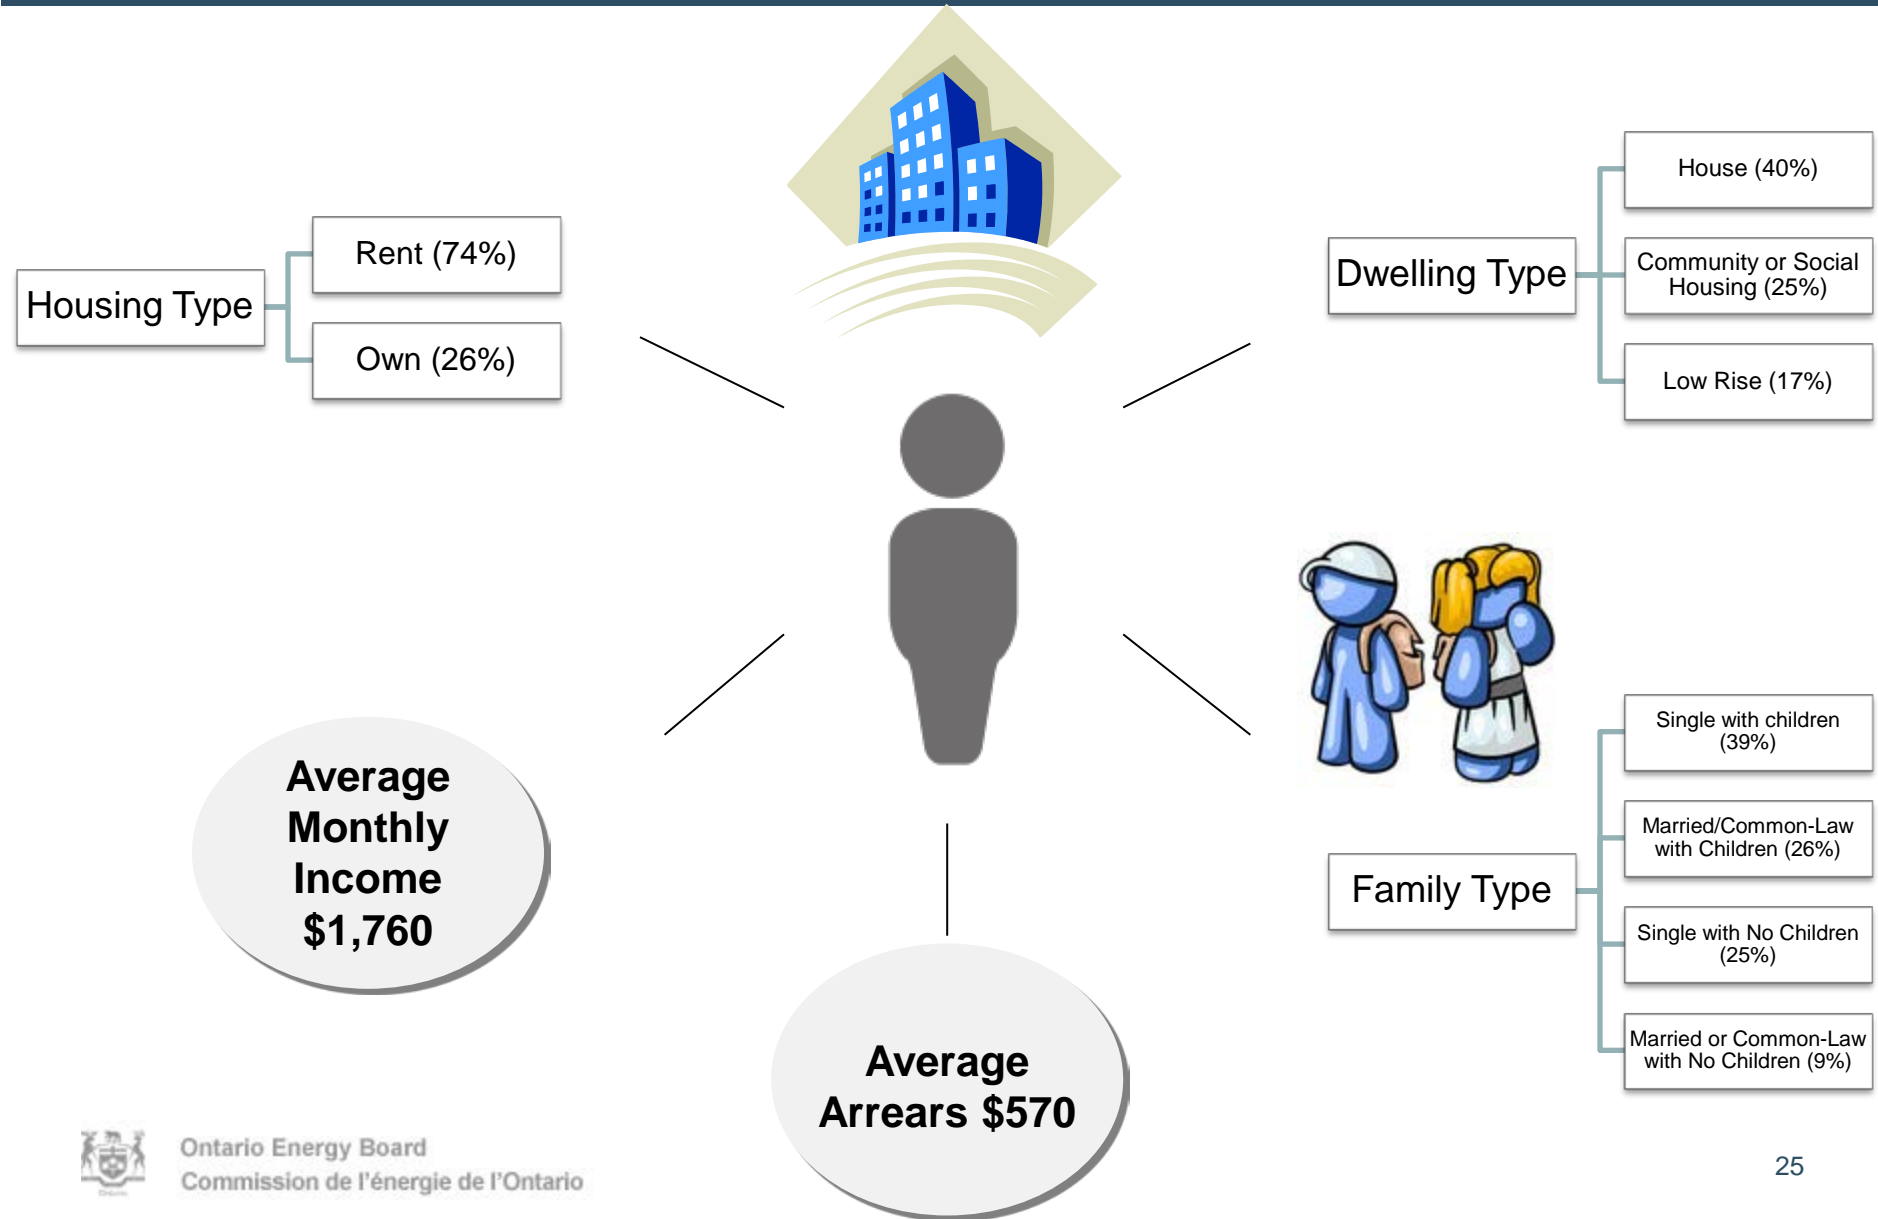 Housing Type
Rent (74%)
Own (26%)
Dwelling Type
House (40%)
Community or Social
Housing (25%)
Low Rise (17%)
Average
Monthly
Income
$1,760
Average
Arrears $570
Family Type
Single with children
(39%)
Married/Common-Law
with Children (26%)
Single with No Children
(25%)
Married or Common-Law
with No Children (9%)
Ontario Energy Board
Commission de l'énergie de l'Ontario
25